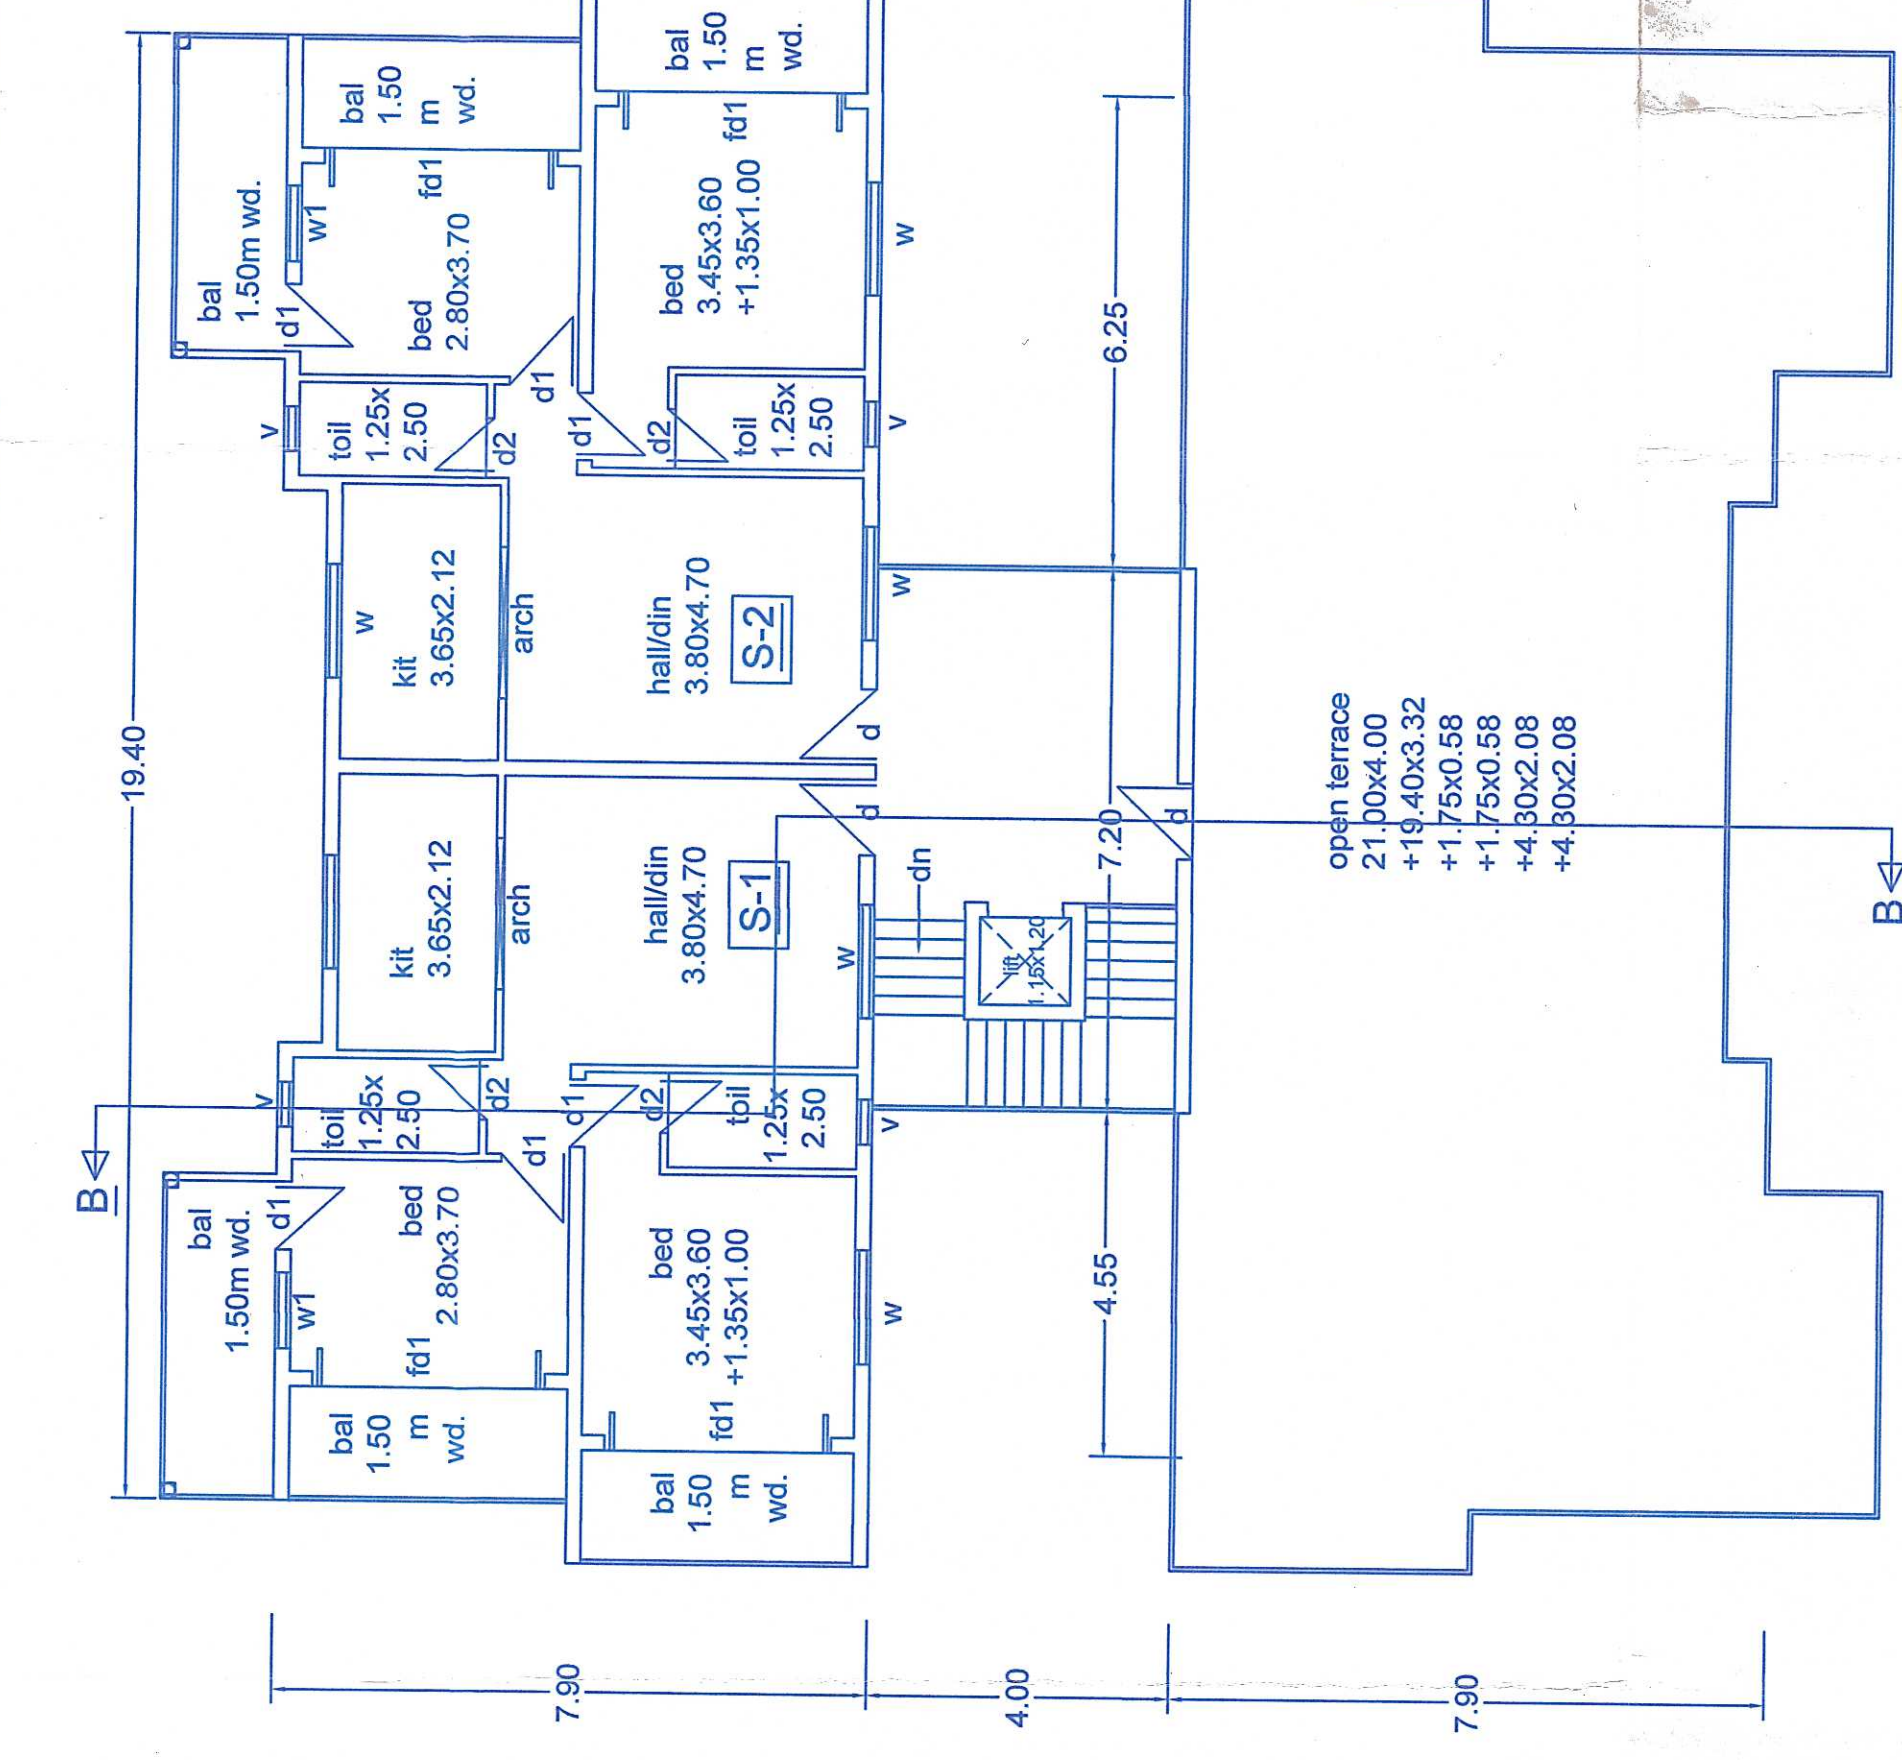 19.40
bal
1.50m wd.
bal
1.50
m
wd.
bal
1.50
m
wd.
d1
w1
bed
2.80x3.70
fd1
bed
3.45x3.60
+1.35x1.00
fd1
w
v
toil
1.25x
2.50
d2
d1
d1
d2
toil
1.25x
2.50
v
w
kit
3.65x2.12
arch
hall/din
3.80x4.70
S-2
w
d
kit
3.65x2.12
arch
hall/din
3.80x4.70
S-1
w
d
dn
lift
1.15x1.20
d
v
toil
1.25x
2.50
d2
d1
d1
d2
toil
1.25x
2.50
v
B
bal
1.50m wd.
d1
w1
bed
2.80x3.70
fd1
bed
3.45x3.60
+1.35x1.00
fd1
w
bal
1.50
m
wd.
bal
1.50
m
wd.
6.25
7.20
4.55
open terrace
21.00x4.00
+19.40x3.32
+1.75x0.58
+1.75x0.58
+4.30x2.08
+4.30x2.08
B
7.90
4.00
7.90